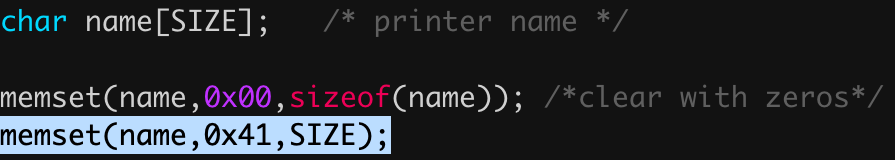 char name[SIZE];   /* printer name */
memset(name,0x00,sizeof(name)); /*clear with zeros*/
memset(name,0x41,SIZE);